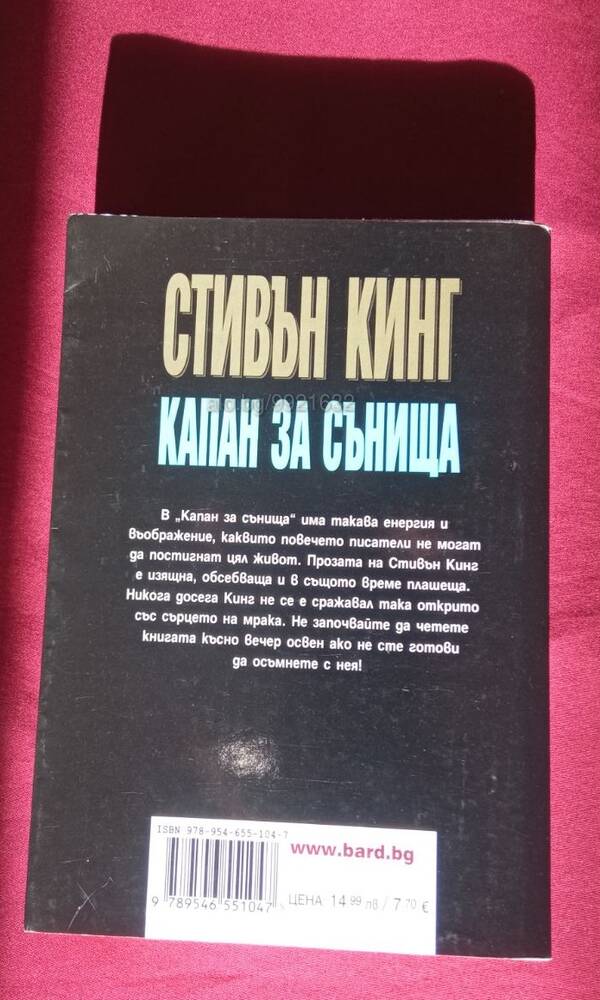 СТИВЪН КИНГ
alo.bg/9921632
КАПАН ЗА СЪНИЩА
В „Капан за сънища“ има такава енергия и
въображение, каквито повечето писатели не могат
да постигнат цял живот. Прозата на Стивън Кинг
е изящна, обсебваща и в същото време плашеща.
Никога досега Кинг не се е сражавал така открито
със сърцето на мрака. Не започвайте да четете
книгата късно вечер освен ако не сте готови
да осъмнете с нея!
ISBN 978-954-655-104-7
www.bard.bg
ЦЕНА: 14.99 лв / 7.70 €
9 789546 551047